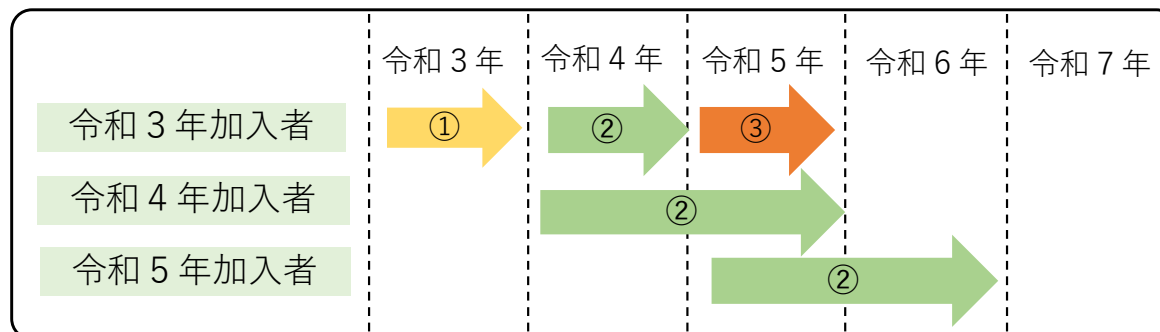 令和３年 令和４年 令和５年 令和６年 令和７年
令和３年加入者 ① ② ③
令和４年加入者 ②
令和５年加入者 ②